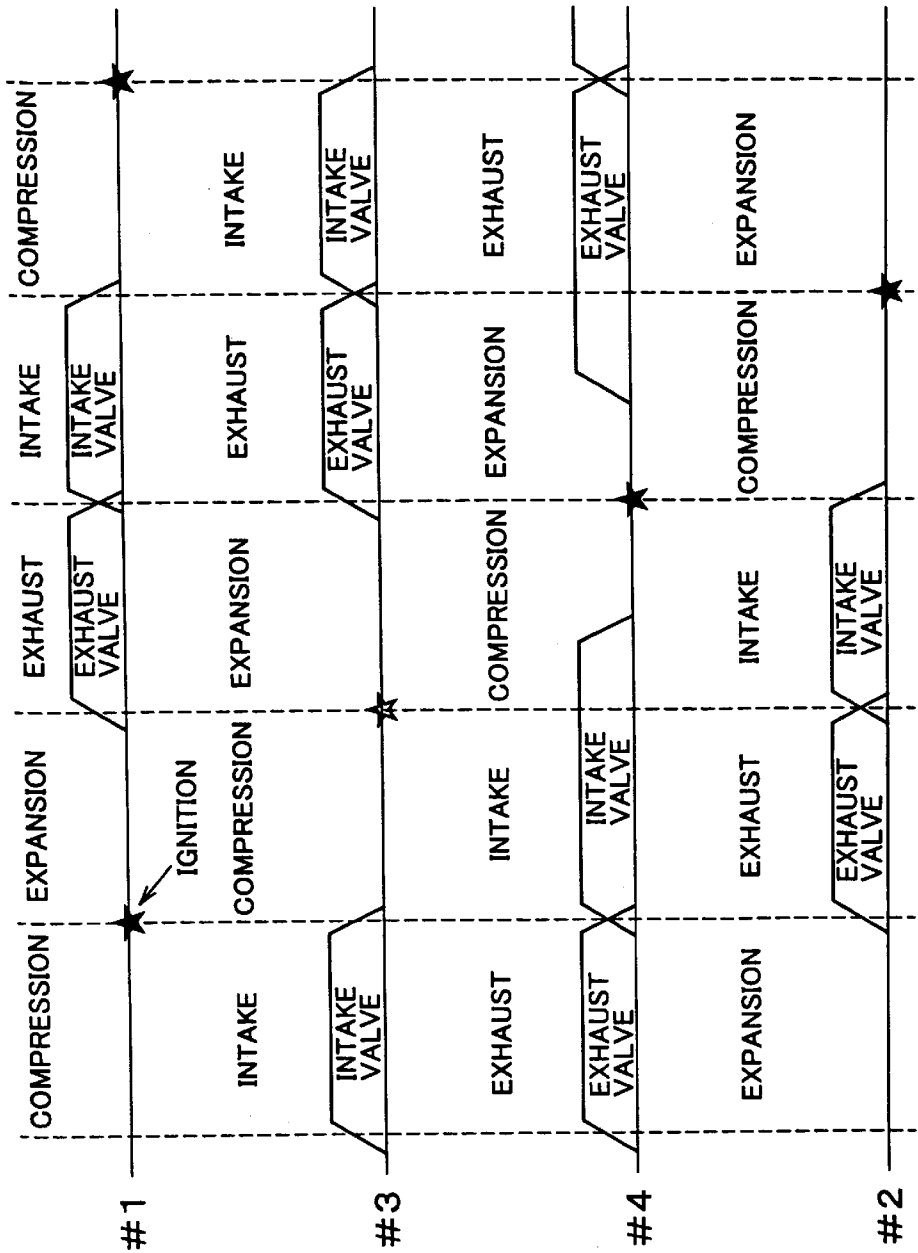 #1
COMPRESSION
EXPANSION
EXHAUST
INTAKE
COMPRESSION
IGNITION
EXHAUST
VALVE
INTAKE
VALVE
#3
INTAKE
COMPRESSION
EXPANSION
EXHAUST
INTAKE
INTAKE
VALVE
EXHAUST
VALVE
INTAKE
VALVE
#4
EXHAUST
INTAKE
COMPRESSION
EXPANSION
EXHAUST
EXHAUST
VALVE
INTAKE
VALVE
EXHAUST
VALVE
#2
EXPANSION
EXHAUST
INTAKE
COMPRESSION
EXPANSION
EXHAUST
VALVE
INTAKE
VALVE